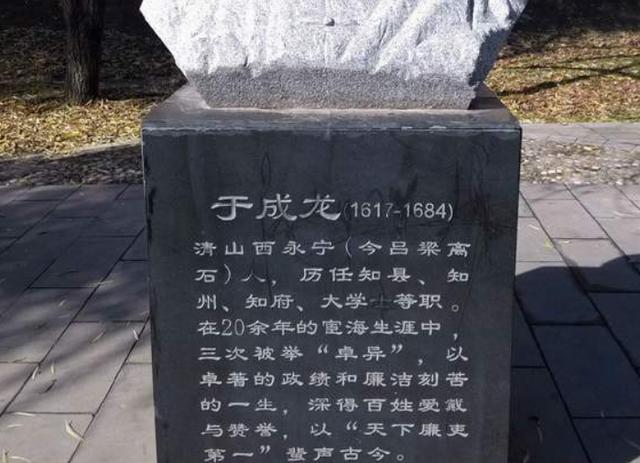 于成龙(1617-1684)
清山西永宁(今吕梁离
石)人，历任知县、知
州、知府、大学士等职。
在20余年的宦海生涯中，
三次被举“卓异”，以
卓著的政绩和廉洁刻苦
的一生，深得百姓爱戴
与赞誉，以“天下廉吏
第一”蜚声古今。